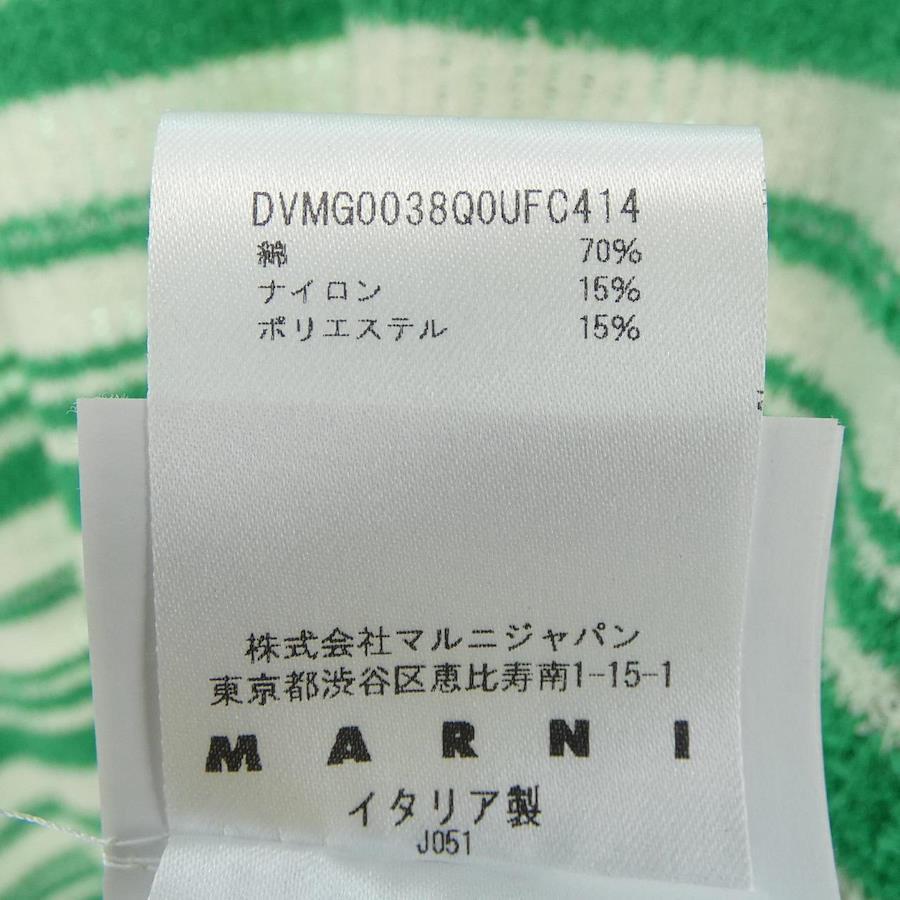 DVMG0038Q0UFC414
綿 70%
ナイロン 15%
ポリエステル 15%
株式会社マルニジャパン
東京都渋谷区恵比寿南1-15-1
MARNI
イタリア製
J051